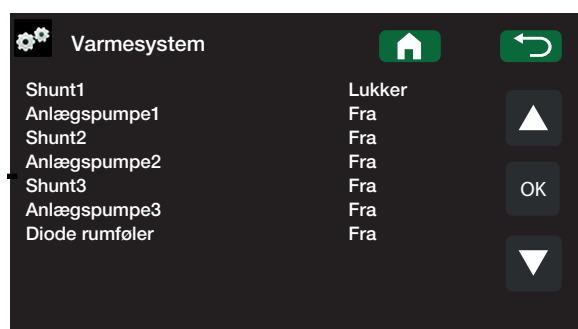 Varmesystem
Shunt1 Lukker
Anlægspumpe1 Fra
Shunt2 Fra
Anlægspumpe2 Fra
Shunt3 Fra
Anlægspumpe3 Fra
Diode rumføler Fra
OK